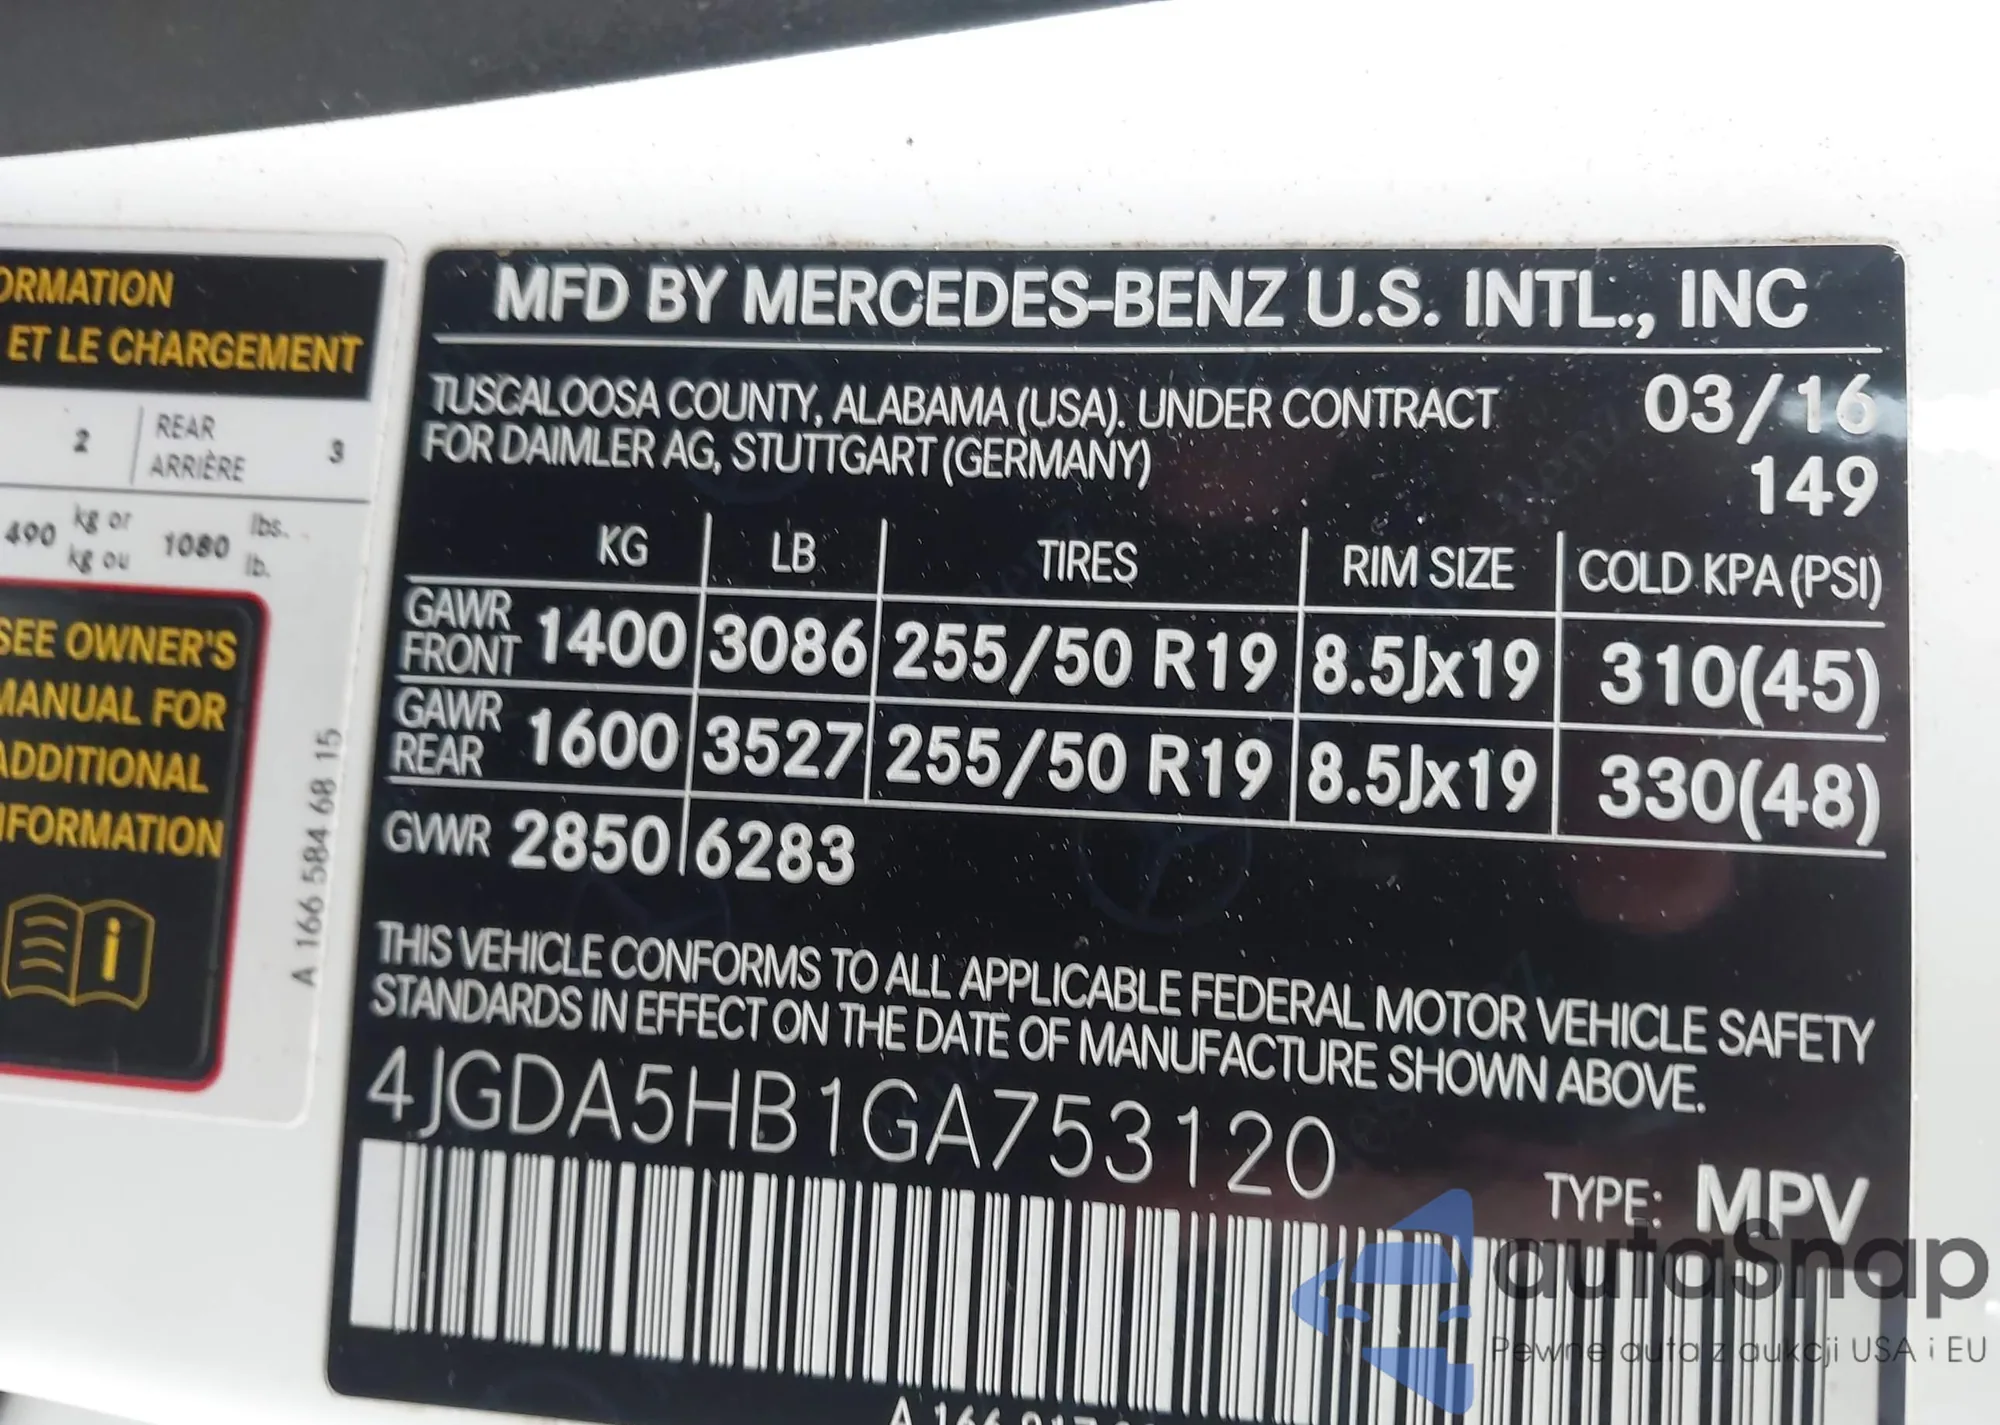 ORMATION
ET LE CHARGEMENT
2 REAR ARRIÈRE 3
490 kg or kg ou 1080 lbs. lb.
SEE OWNER'S
MANUAL FOR
ADDITIONAL
INFORMATION
i
A 166 584 68 15
MFD BY MERCEDES-BENZ U.S. INTL., INC
TUSCALOOSA COUNTY, ALABAMA (USA). UNDER CONTRACT 03/16
FOR DAIMLER AG, STUTTGART (GERMANY) 149
KG LB TIRES RIM SIZE COLD KPA (PSI)
GAWR FRONT 1400 3086 255/50 R19 8.5Jx19 310(45)
GAWR REAR 1600 3527 255/50 R19 8.5Jx19 330(48)
GVWR 2850 6283
THIS VEHICLE CONFORMS TO ALL APPLICABLE FEDERAL MOTOR VEHICLE SAFETY
STANDARDS IN EFFECT ON THE DATE OF MANUFACTURE SHOWN ABOVE.
4JGDA5HB1GA753120
TYPE: MPV
autaSnap
Pewne auta z aukcji USA i EU
A 166